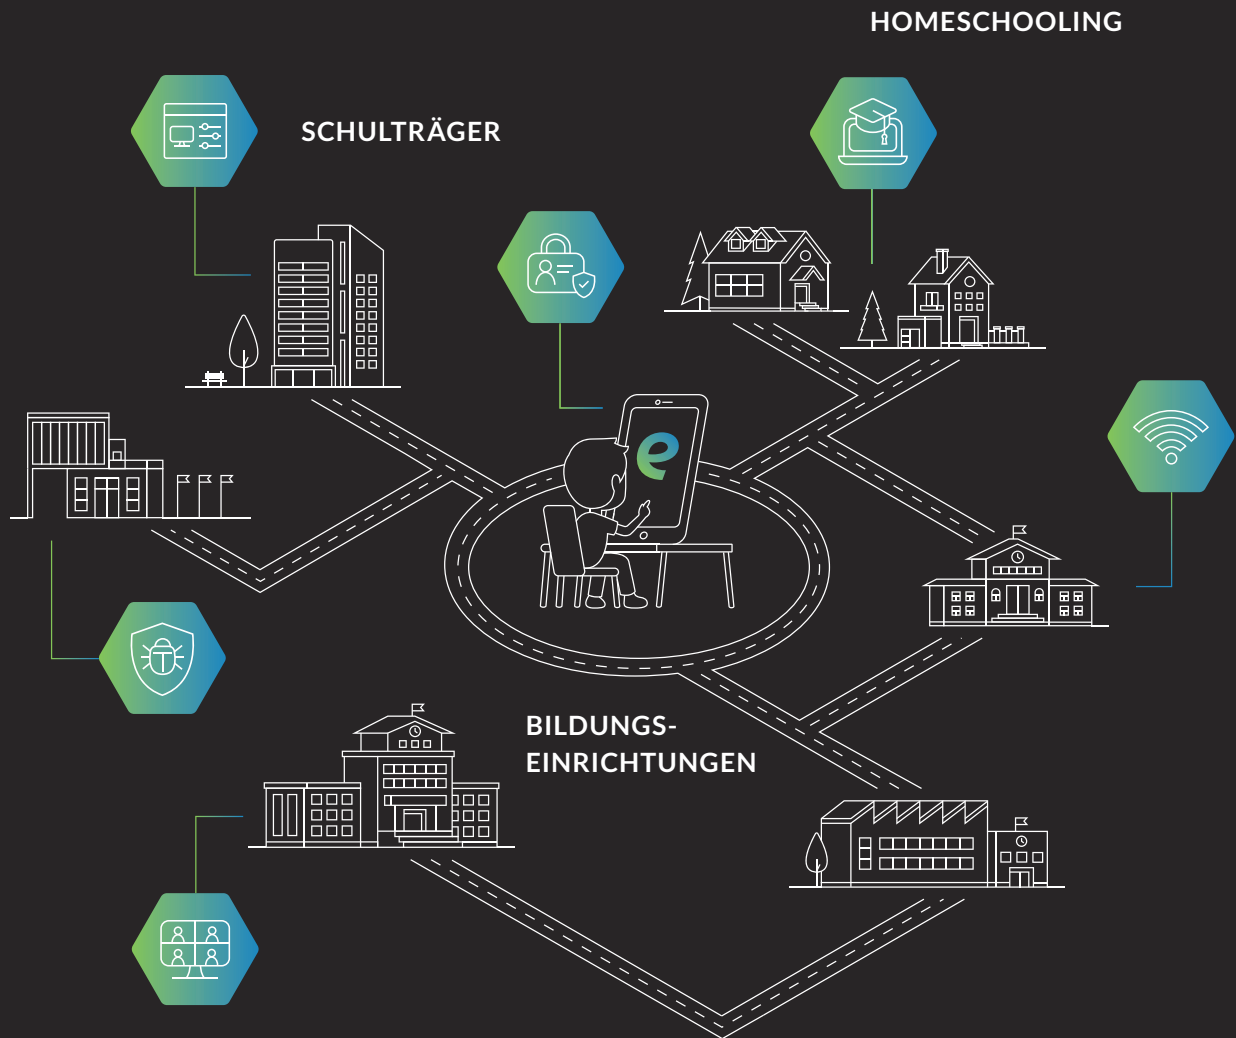 HOMESCHOOLING
SCHULTRÄGER
e
BILDUNGS-
EINRICHTUNGEN